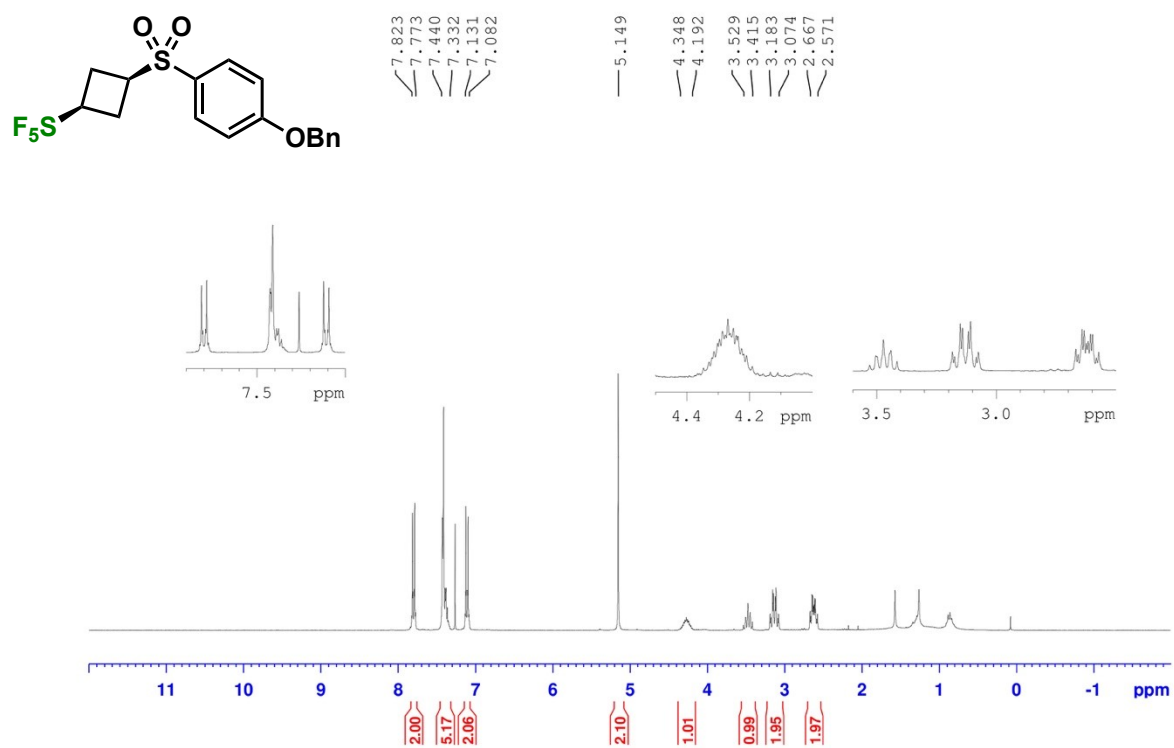 O O
S
F5S
OBn
7.823
7.773
7.440
7.332
7.131
7.082
5.149
4.348
4.192
3.529
3.415
3.183
3.074
2.667
2.571
7.5 ppm
4.4 4.2 ppm
3.5 3.0 ppm
11 10 9 8 7 6 5 4 3 2 1 0 -1 ppm
2.00
5.17
2.06
2.10
1.01
0.99
1.95
1.97